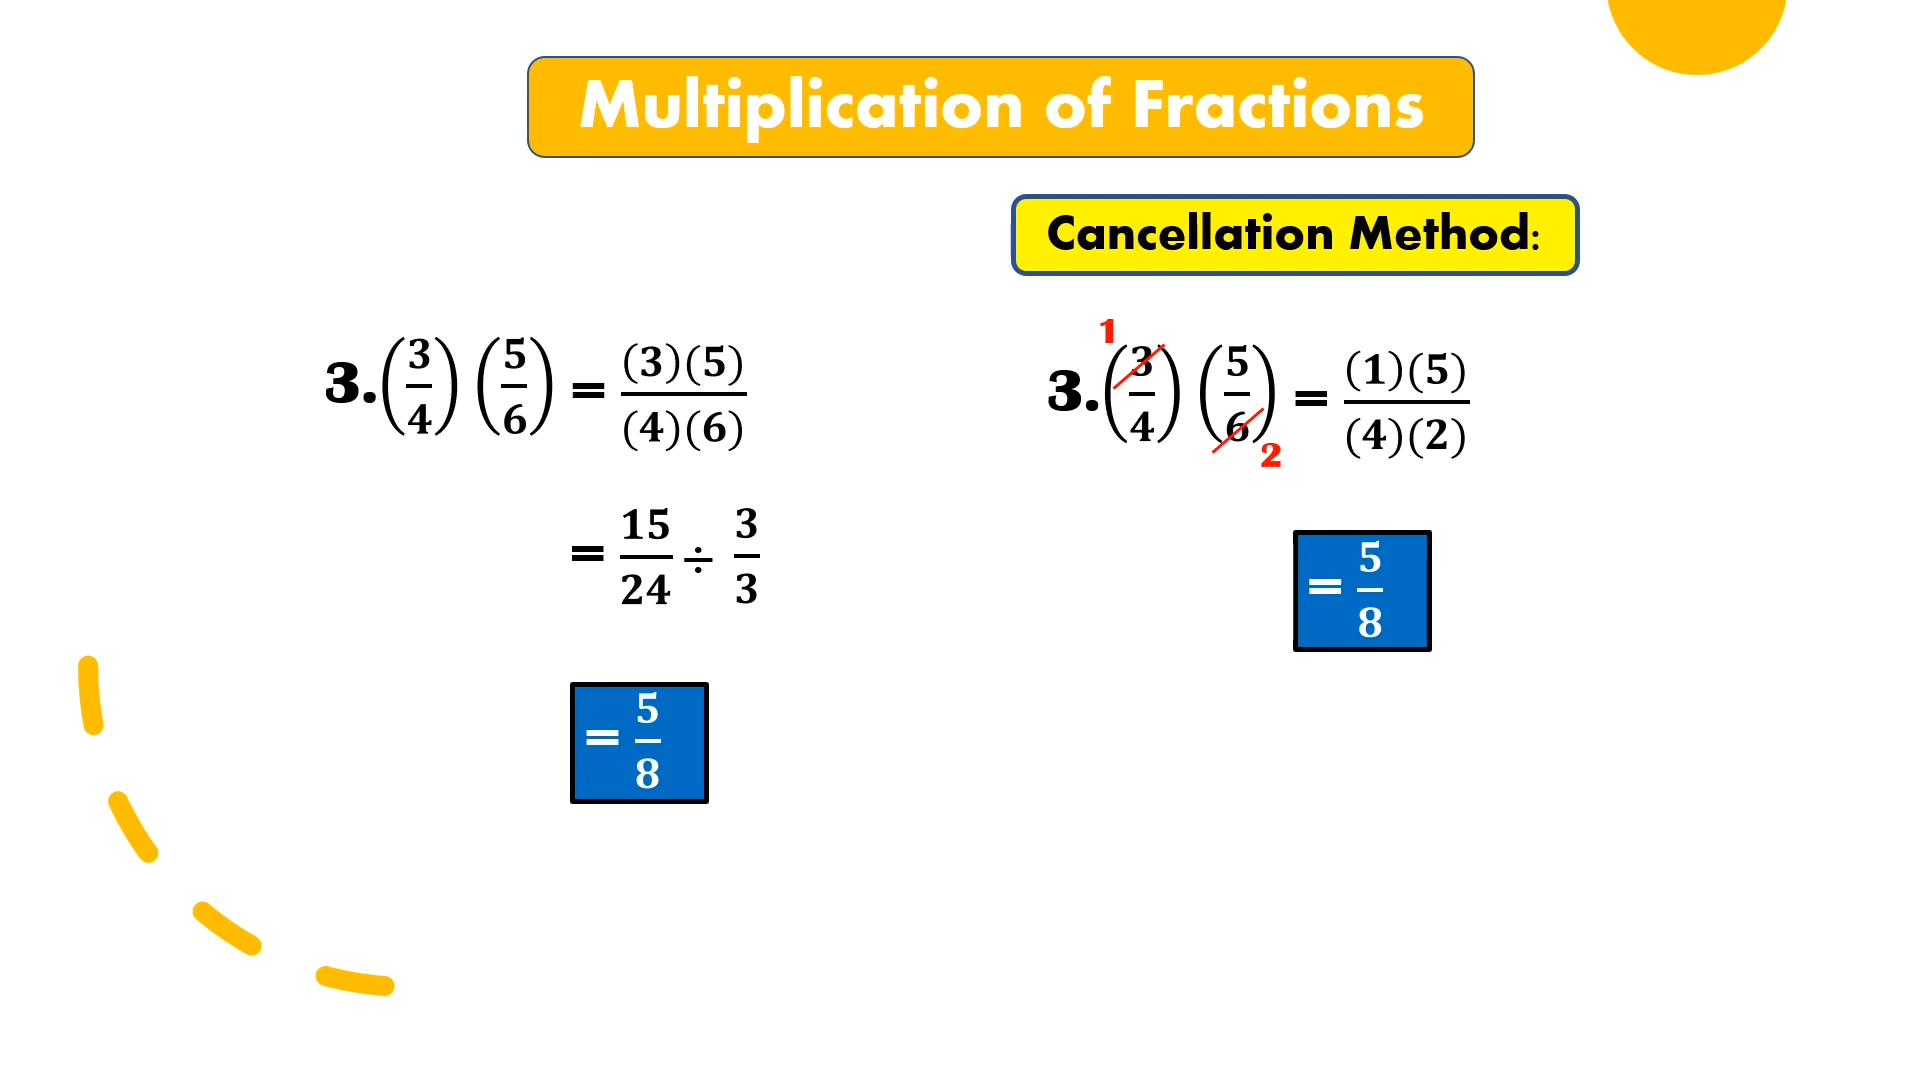 Multiplication of Fractions
Cancellation Method:
3. (3/4) (5/6) = (3)(5)/(4)(6)
= 15/24 ÷ 3/3
= 5/8
1
3. (3/4) (5/6) = (1)(5)/(4)(2)
2
= 5/8